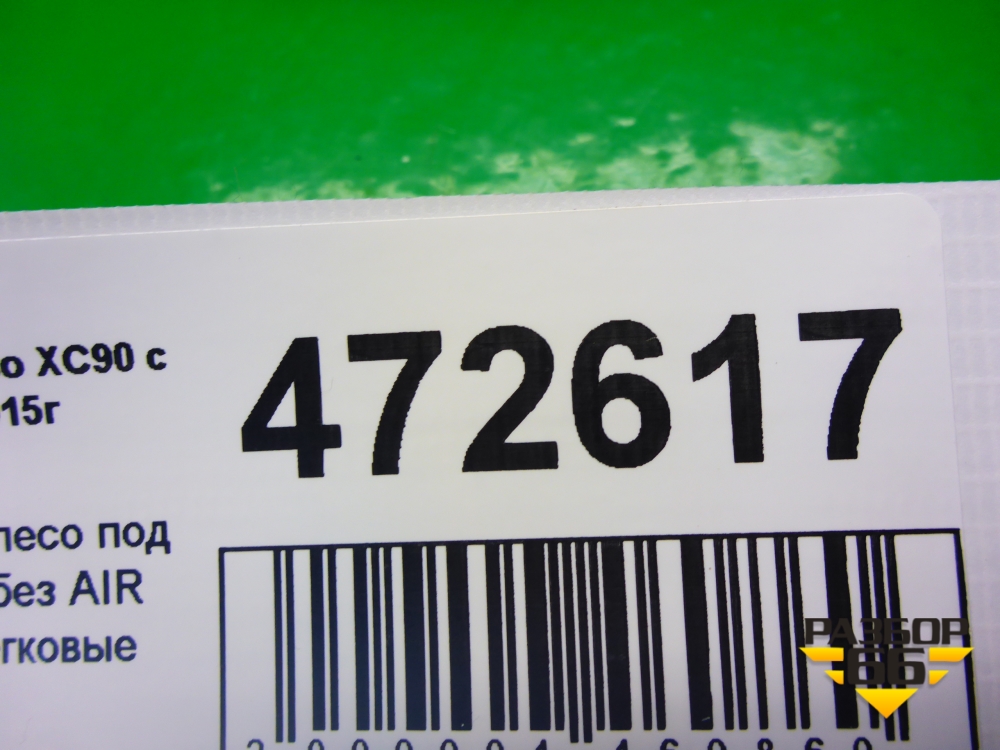 о XC90 с
15г
472617
лесо под
без AIR
гковые
РАЗБОР
66